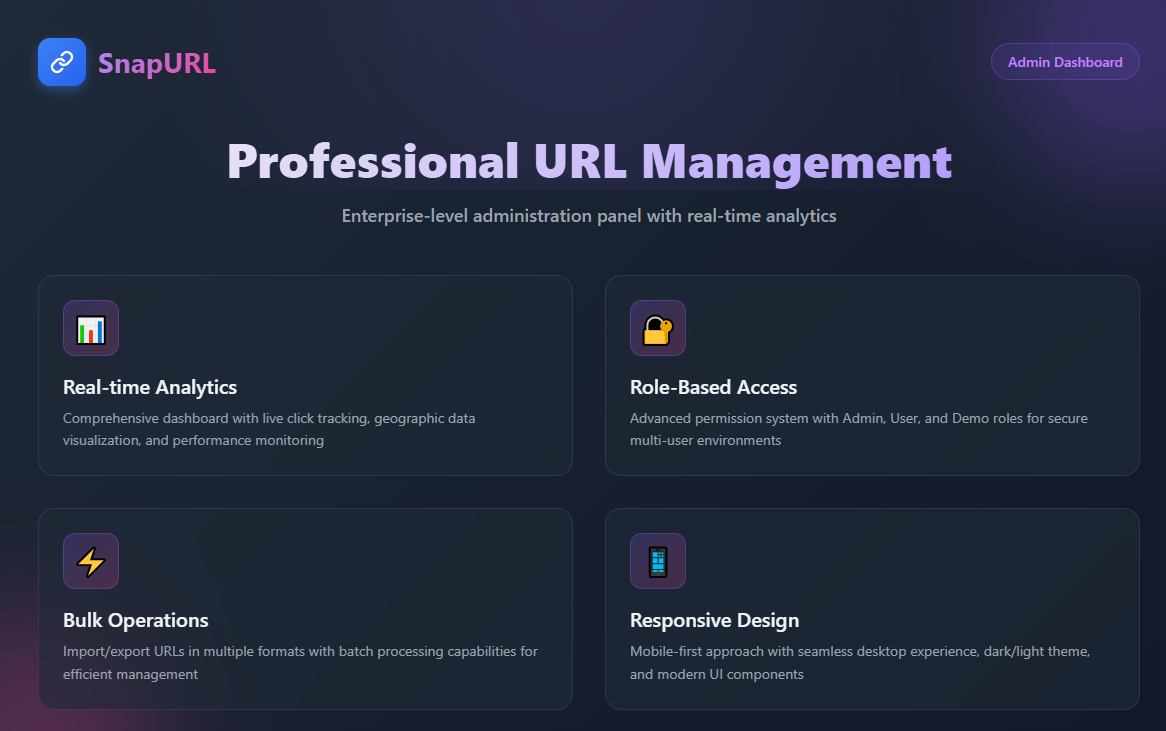 SnapURL
Admin Dashboard
Professional URL Management
Enterprise-level administration panel with real-time analytics
Real-time Analytics
Comprehensive dashboard with live click tracking, geographic data
visualization, and performance monitoring
Role-Based Access
Advanced permission system with Admin, User, and Demo roles for secure
multi-user environments
Bulk Operations
Import/export URLs in multiple formats with batch processing capabilities for
efficient management
Responsive Design
Mobile-first approach with seamless desktop experience, dark/light theme,
and modern UI components